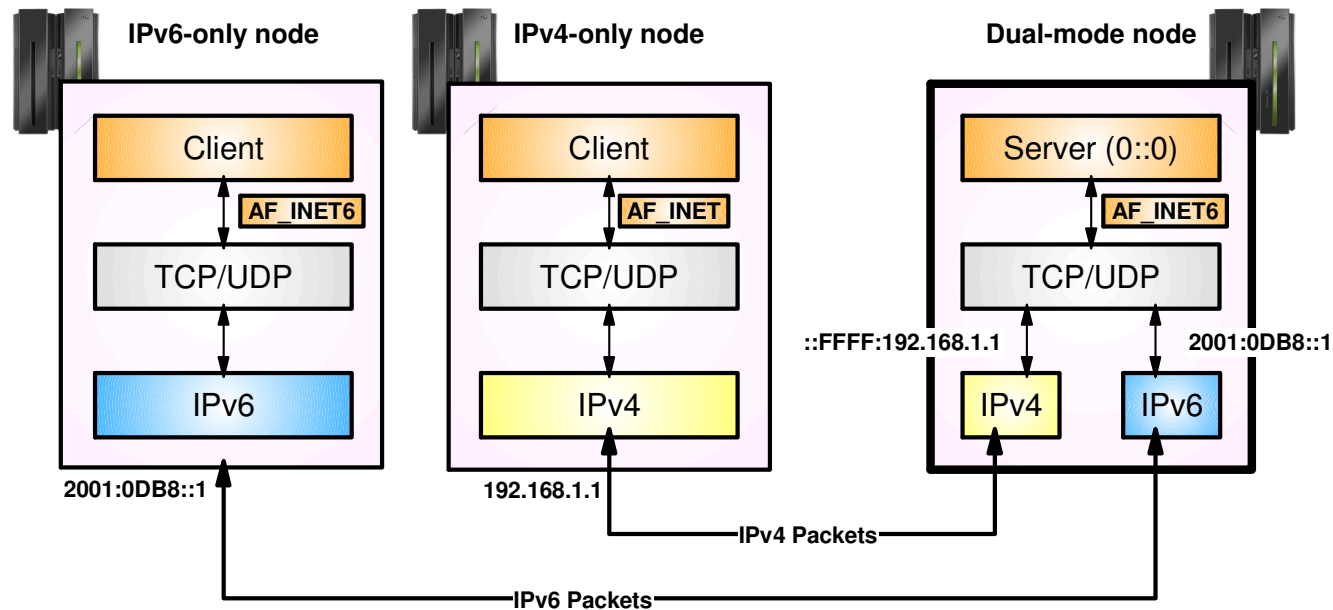 IPv6-only node
IPv4-only node
Dual-mode node
Client
Client
Server (0::0)
AF_INET6
AF_INET
AF_INET6
TCP/UDP
TCP/UDP
TCP/UDP
::FFFF:192.168.1.1
2001:0DB8::1
IPv6
IPv4
IPv4
IPv6
2001:0DB8::1
192.168.1.1
IPv4 Packets
IPv6 Packets